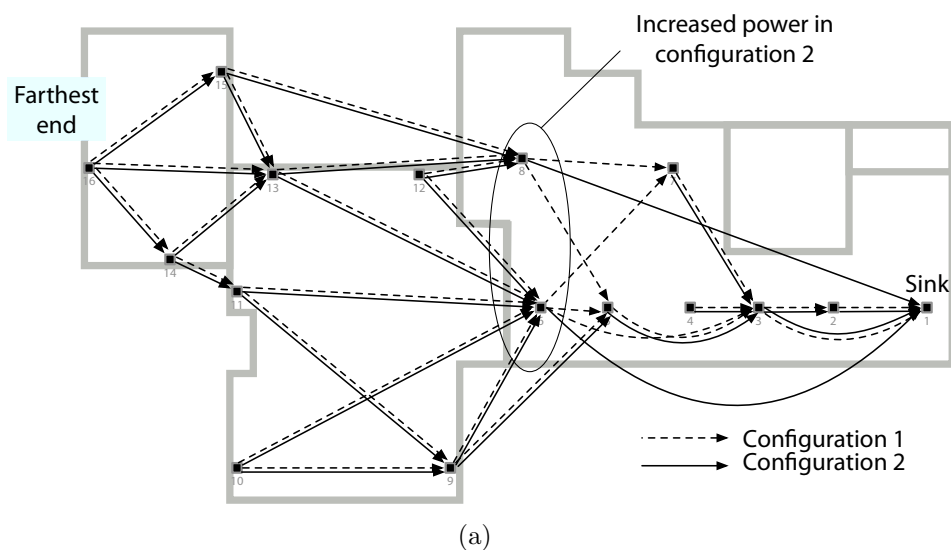 Increased power in
configuration 2
Farthest
end
15
16
13
12
8
14
11
Sink
4
3
2
1
10
9
Configuration 1
Configuration 2
(a)